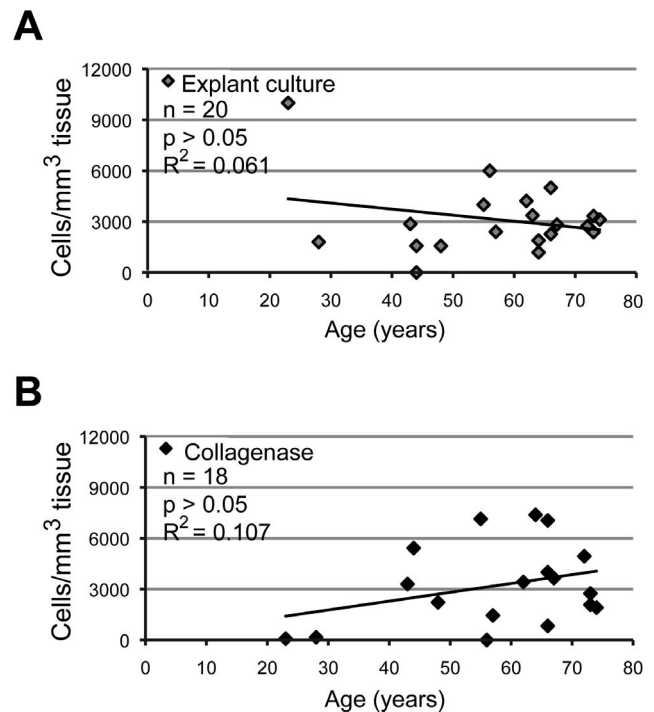 A
Cells/mm³ tissue
12000
9000
6000
3000
0
Explant culture
n = 20
p > 0.05
R² = 0.061
0 10 20 30 40 50 60 70 80
Age (years)
B
Cells/mm³ tissue
12000
9000
6000
3000
0
Collagenase
n = 18
p > 0.05
R² = 0.107
0 10 20 30 40 50 60 70 80
Age (years)